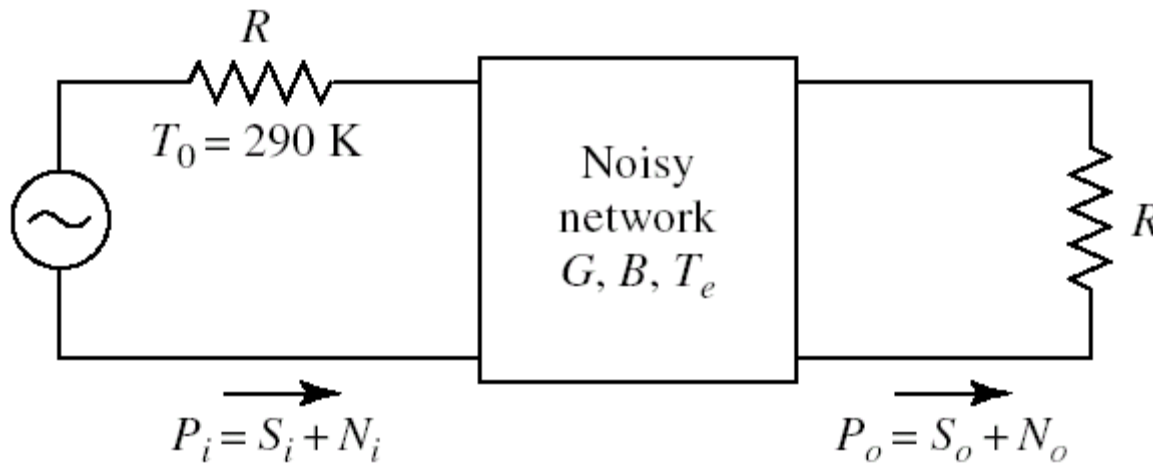 R
T₀ = 290 K
Noisy
network
G, B, Tₑ
R
Pᵢ = Sᵢ + Nᵢ
Pₒ = Sₒ + Nₒ